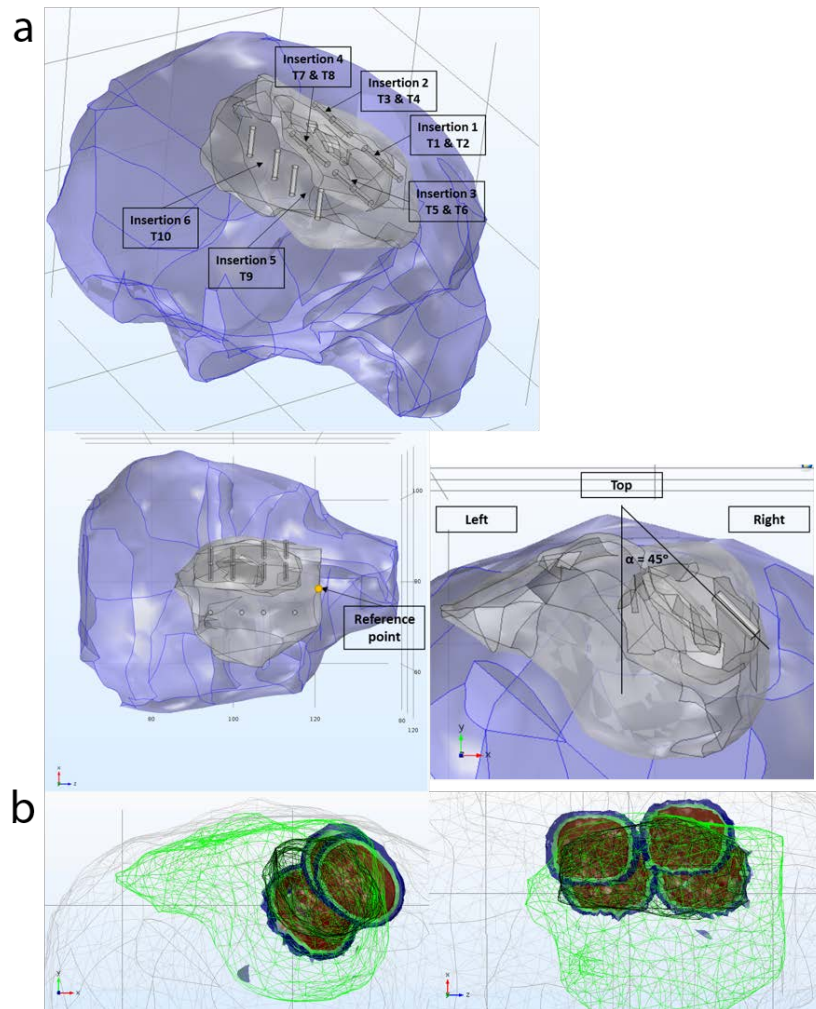 a
Insertion 4
T7 & T8
Insertion 2
T3 & T4
Insertion 1
T1 & T2
Insertion 3
T5 & T6
Insertion 6
T10
Insertion 5
T9
Reference
point
100
80
60
80
100
120
80
120
x
z
Left
Top
Right
α = 45°
y
z
x
b
y
x
x
z